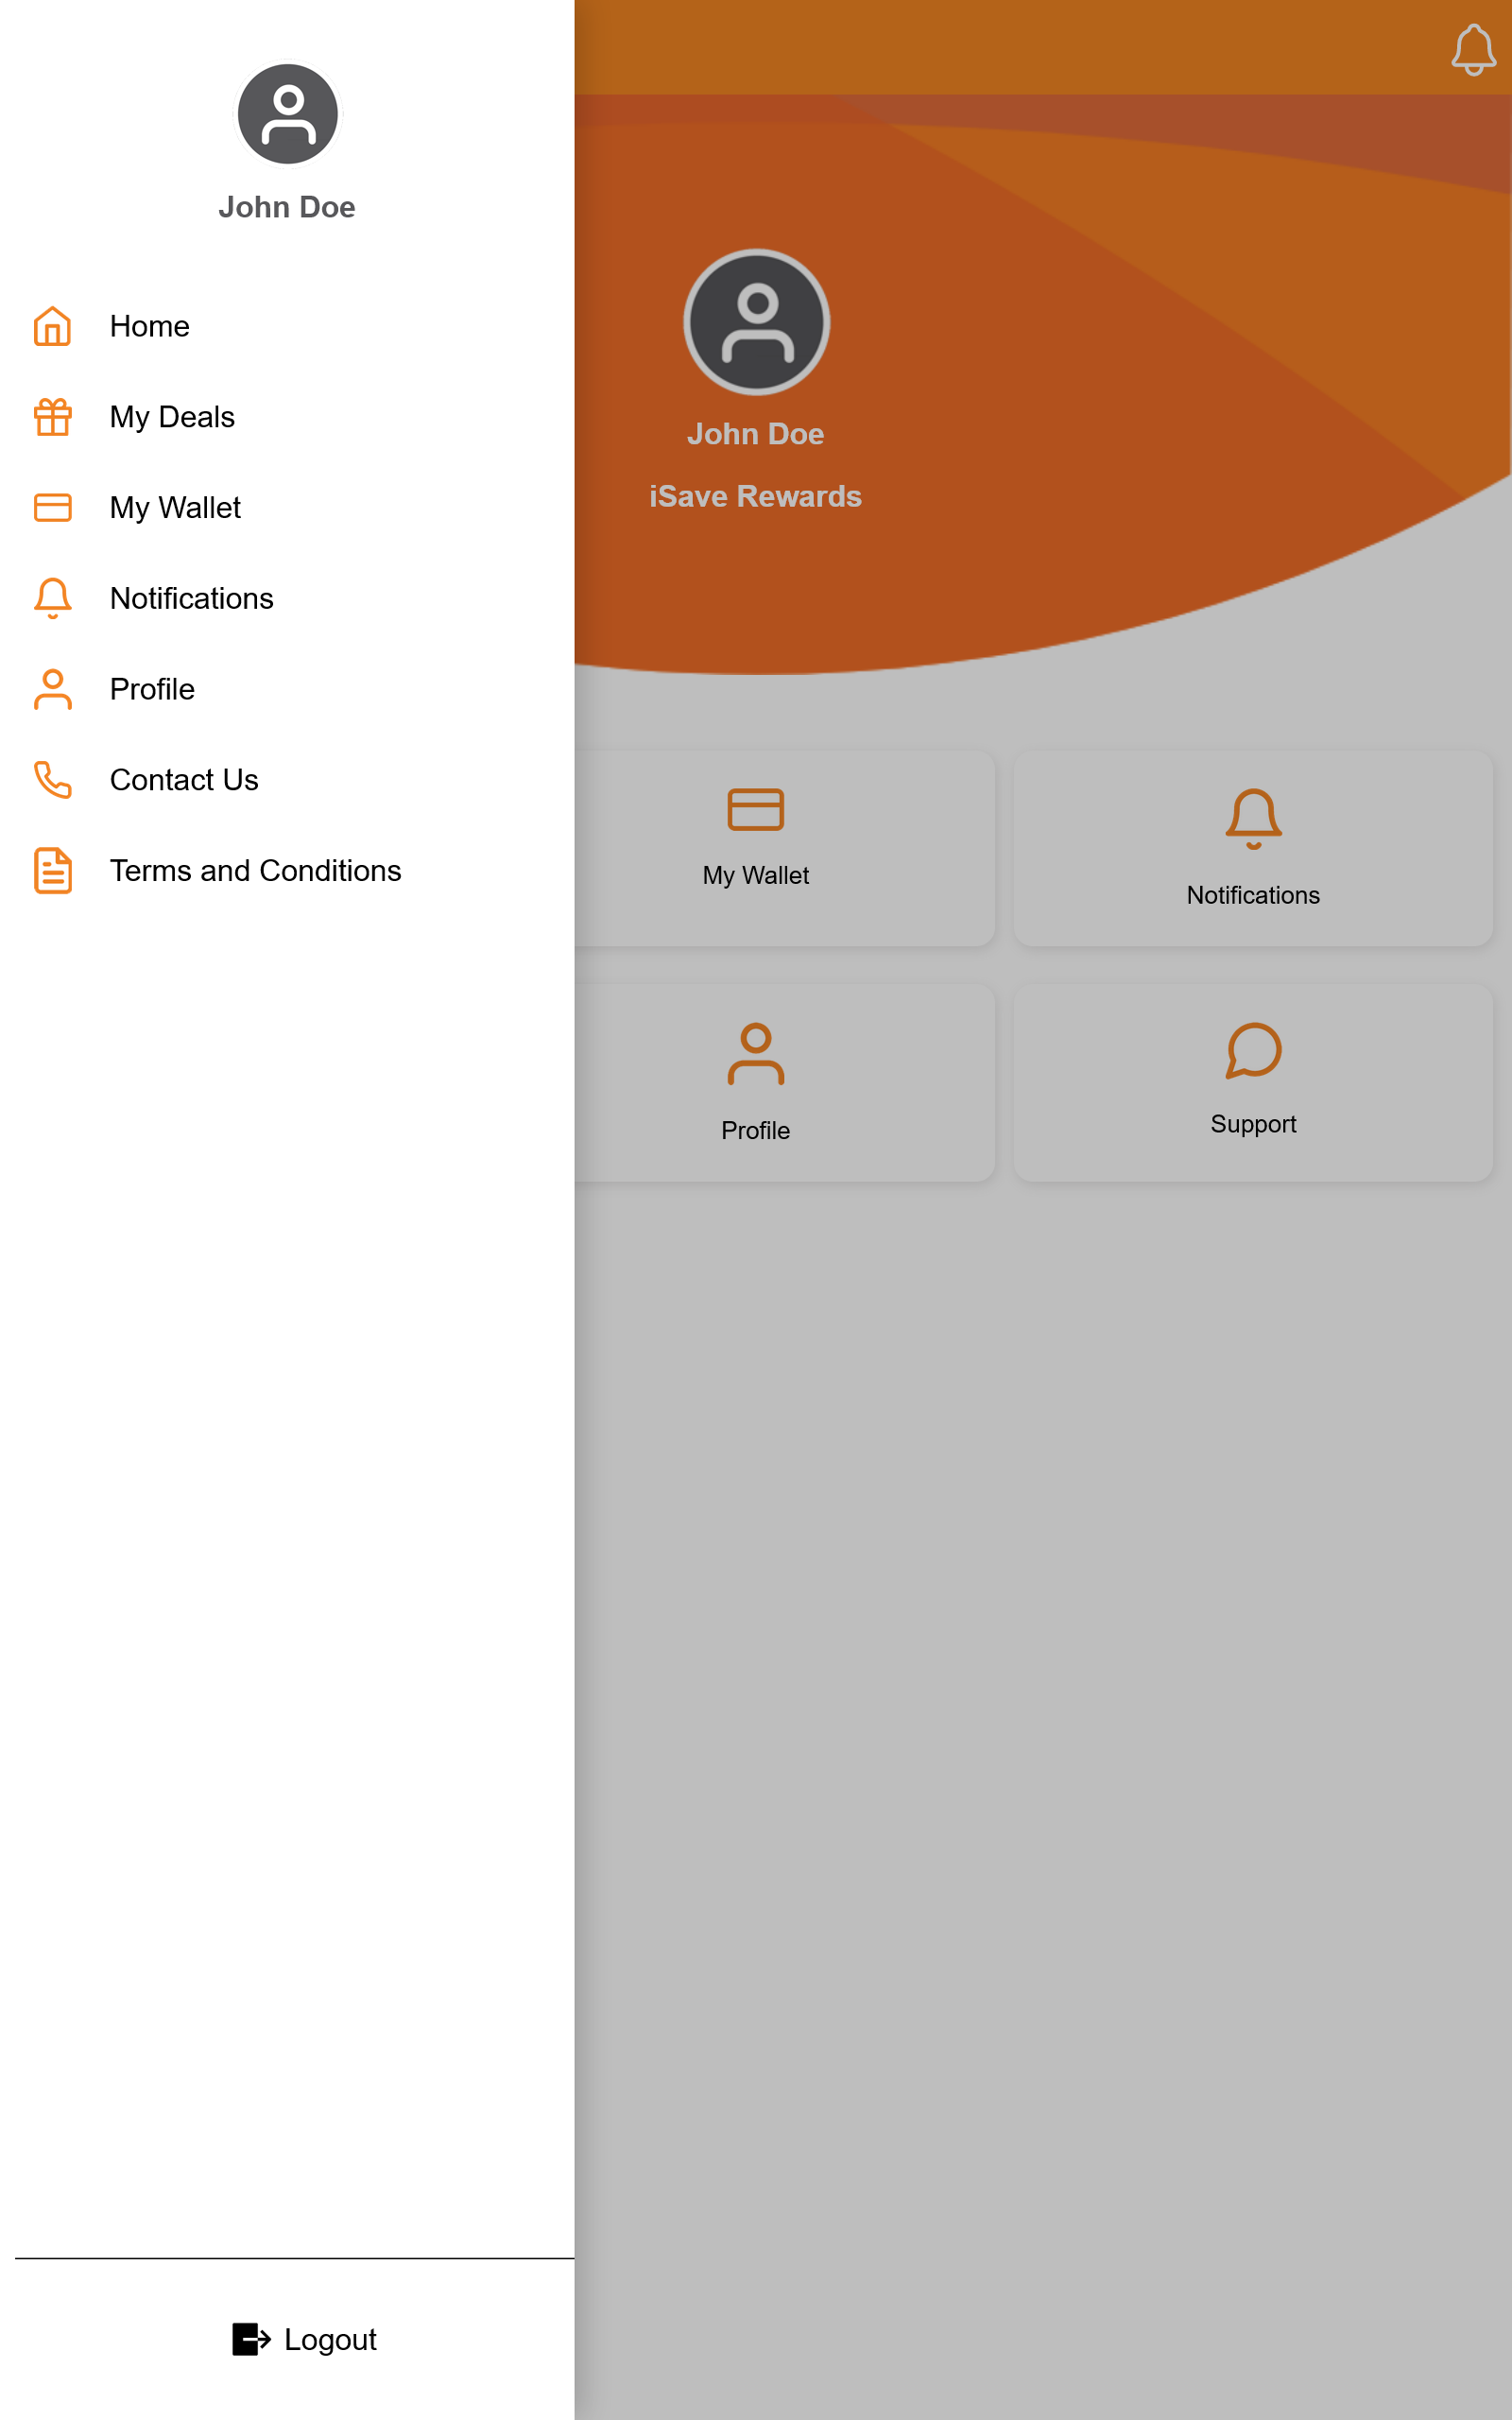 John Doe
Home
My Deals
My Wallet
Notifications
Profile
Contact Us
Terms and Conditions
Logout
John Doe
iSave Rewards
My Wallet
Notifications
Profile
Support